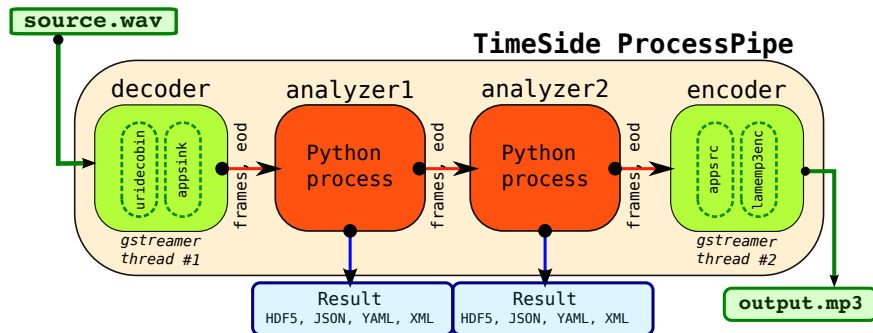 source.wav
TimeSide ProcessPipe
decoder
analyzer1
analyzer2
encoder
uridecobin
appsink
frames, eod
Python
process
frames, eod
Python
process
frames, eod
appsrc
lamemp3enc
gstreamer
thread #1
gstreamer
thread #2
Result
HDF5, JSON, YAML, XML
Result
HDF5, JSON, YAML, XML
output.mp3